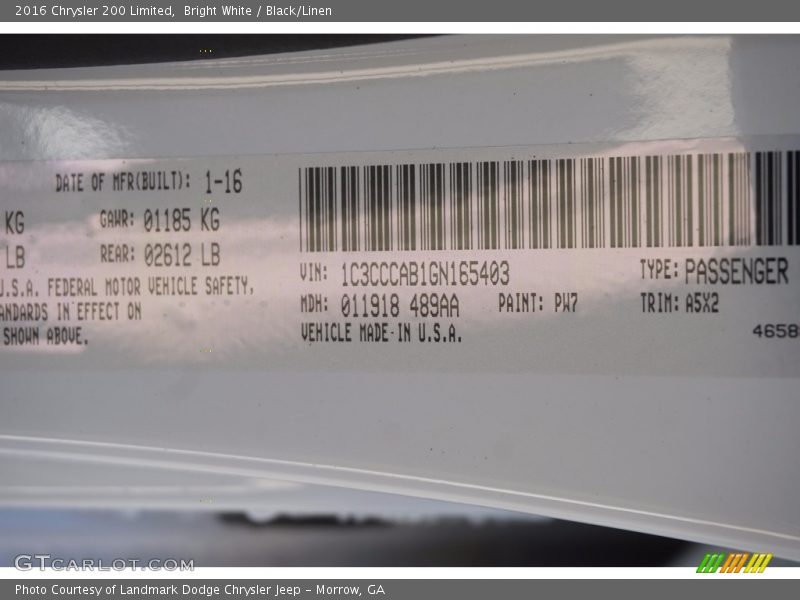 2016 Chrysler 200 Limited,  Bright White / Black/Linen
DATE OF MFR(BUILT): 1-16
KG GAWR: 01185 KG
LB REAR: 02612 LB
U.S.A. FEDERAL MOTOR VEHICLE SAFETY,
ANDARDS IN EFFECT ON
SHOWN ABOVE.
VIN: 1C3CCCAB1GN165403 TYPE: PASSENGER
MDH: 011918 489AA PAINT: PW7 TRIM: A5X2
VEHICLE MADE IN U.S.A.
4658
GTCARLOT.COM
Photo Courtesy of Landmark Dodge Chrysler Jeep – Morrow, GA